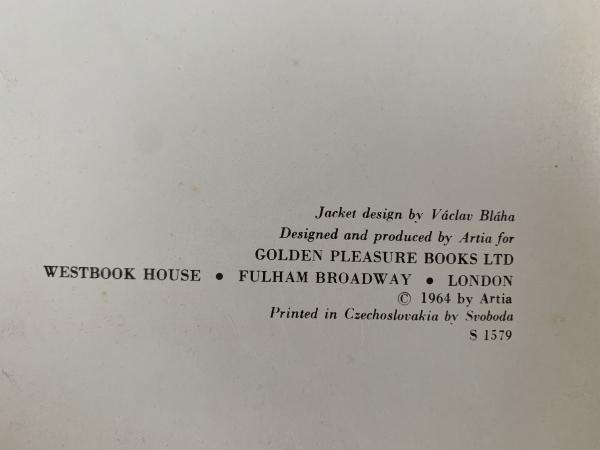 Jacket design by Václav Bláha
Designed and produced by Artia for
GOLDEN PLEASURE BOOKS LTD
WESTBOOK HOUSE • FULHAM BROADWAY • LONDON
© 1964 by Artia
Printed in Czechoslovakia by Svoboda
S 1579